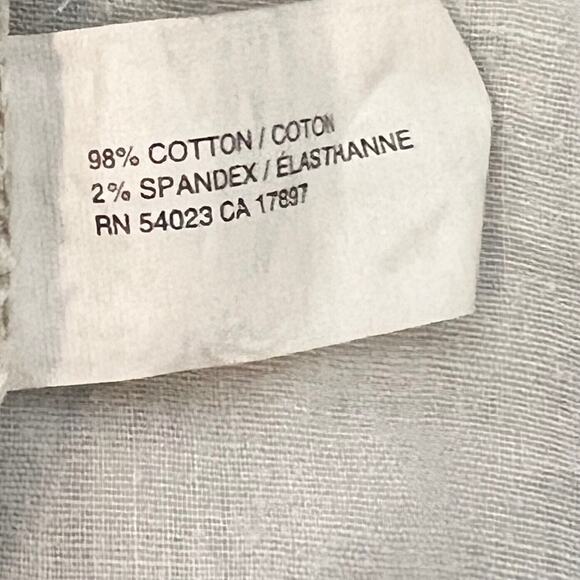 98% COTTON / COTON
2% SPANDEX / ÉLASTHANNE
RN 54023 CA 17897